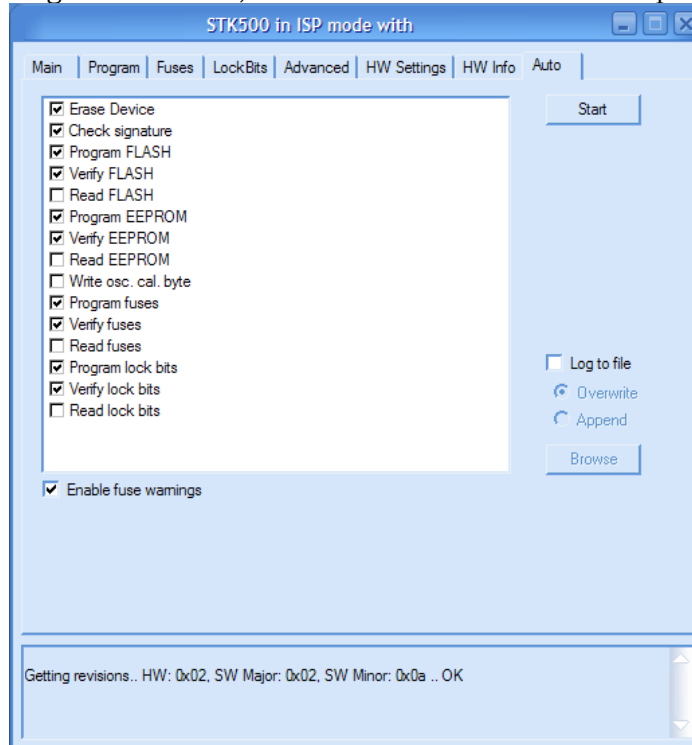 STK500 in ISP mode with
Main Program Fuses LockBits Advanced HW Settings HW Info Auto
Erase Device
Start
Check signature
Program FLASH
Verify FLASH
Read FLASH
Program EEPROM
Verify EEPROM
Read EEPROM
Write osc. cal. byte
Program fuses
Verify fuses
Read fuses
Program lock bits
Log to file
Verify lock bits
Overwrite
Read lock bits
Append
Browse
Enable fuse warnings
Getting revisions.. HW: 0x02, SW Major: 0x02, SW Minor: 0x0a .. OK